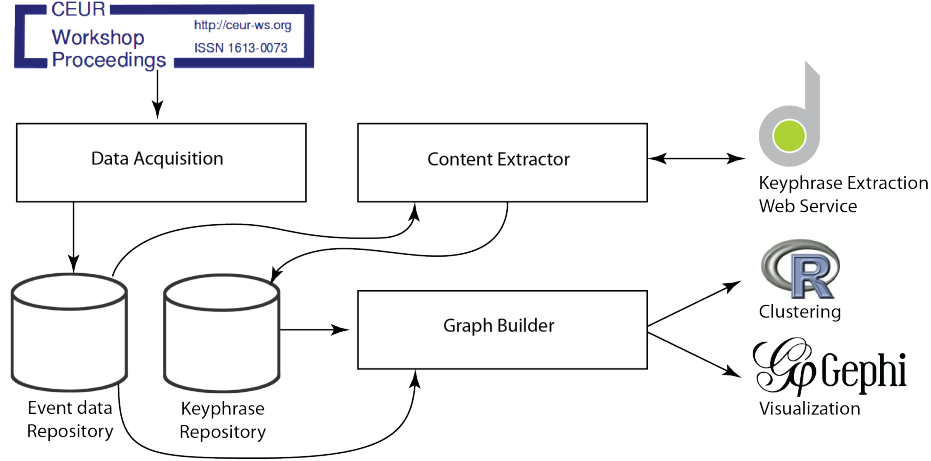 CEUR
Workshop
Proceedings
http://ceur-ws.org
ISSN 1613-0073
Data Acquisition
Content Extractor
Keyphrase Extraction
Web Service
R
Clustering
Graph Builder
Gephi
Visualization
Event data
Repository
Keyphrase
Repository